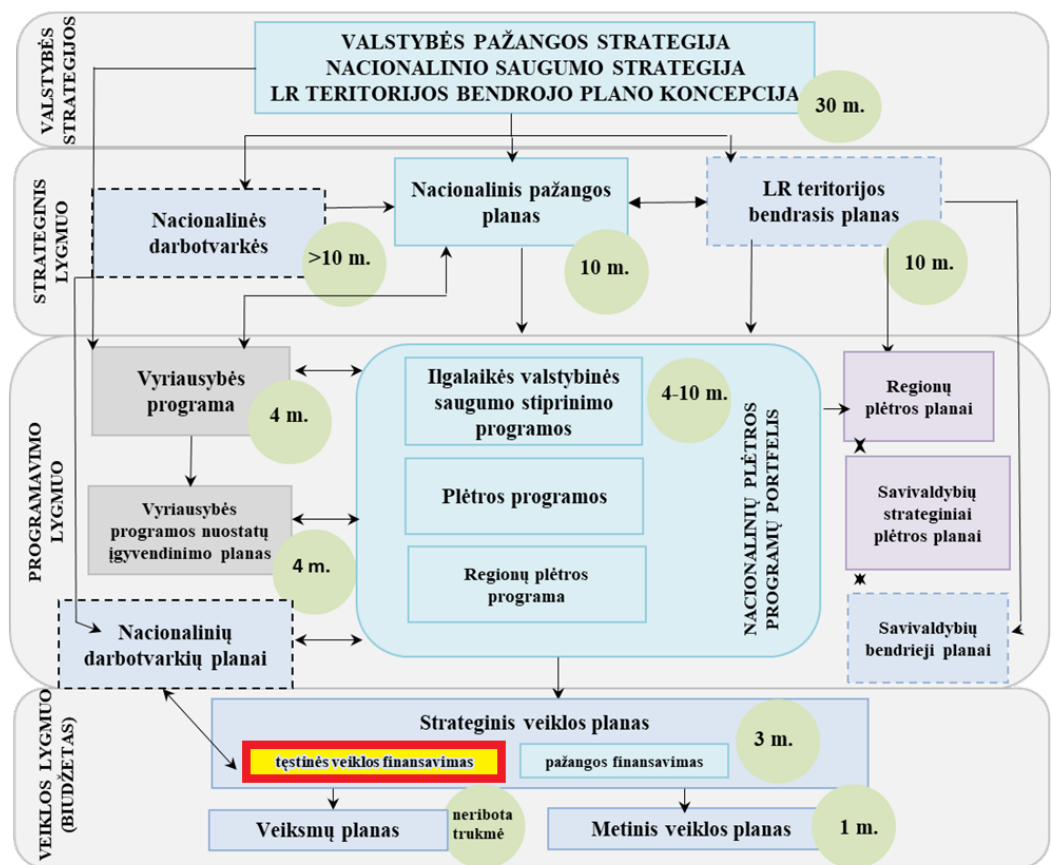 VALSTYBĖS
STRATEGIJOS
VALSTYBĖS PAŽANGOS STRATEGIJA
NACIONALINIO SAUGUMO STRATEGIJA
LR TERITORIJOS BENDROJO PLANO KONCEPCIJA
30 m.
STRATEGINIS
LYGMUO
Nacionalinės
darbotvarkės
>10 m.
Nacionalinis pažangos
planas
10 m.
LR teritorijos
bendrasis planas
10 m.
PROGRAMAVIMO
LYGMUO
Vyriausybės
programa
4 m.
Vyriausybės
programos nuostatų
įgyvendinimo planas
4 m.
Nacionalinių
darbotvarkių planai
Ilgalaikės valstybinės
saugumo stiprinimo
programos
4-10 m.
Plėtros programos
Regionų plėtros
programa
NACIONALINIŲ PLĖTROS
PROGRAMŲ PORTFELIS
Regionų
plėtros planai
Savivaldybių
strateginiai
plėtros planai
Savivaldybių
bendrieji planai
VEIKLOS LYGMUO
(BIUDŽETAS)
Strateginis veiklos planas
3 m.
tęstinės veiklos finansavimas
pažangos finansavimas
Veiksmų planas
neribota
trukmė
Metinis veiklos planas
1 m.